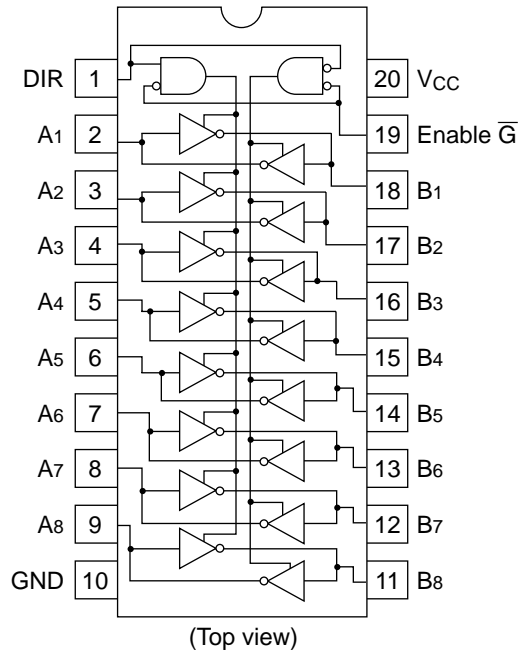 DIR 1 20 VCC
A1 2 19 Enable G̅
A2 3 18 B1
A3 4 17 B2
A4 5 16 B3
A5 6 15 B4
A6 7 14 B5
A7 8 13 B6
A8 9 12 B7
GND 10 11 B8
(Top view)